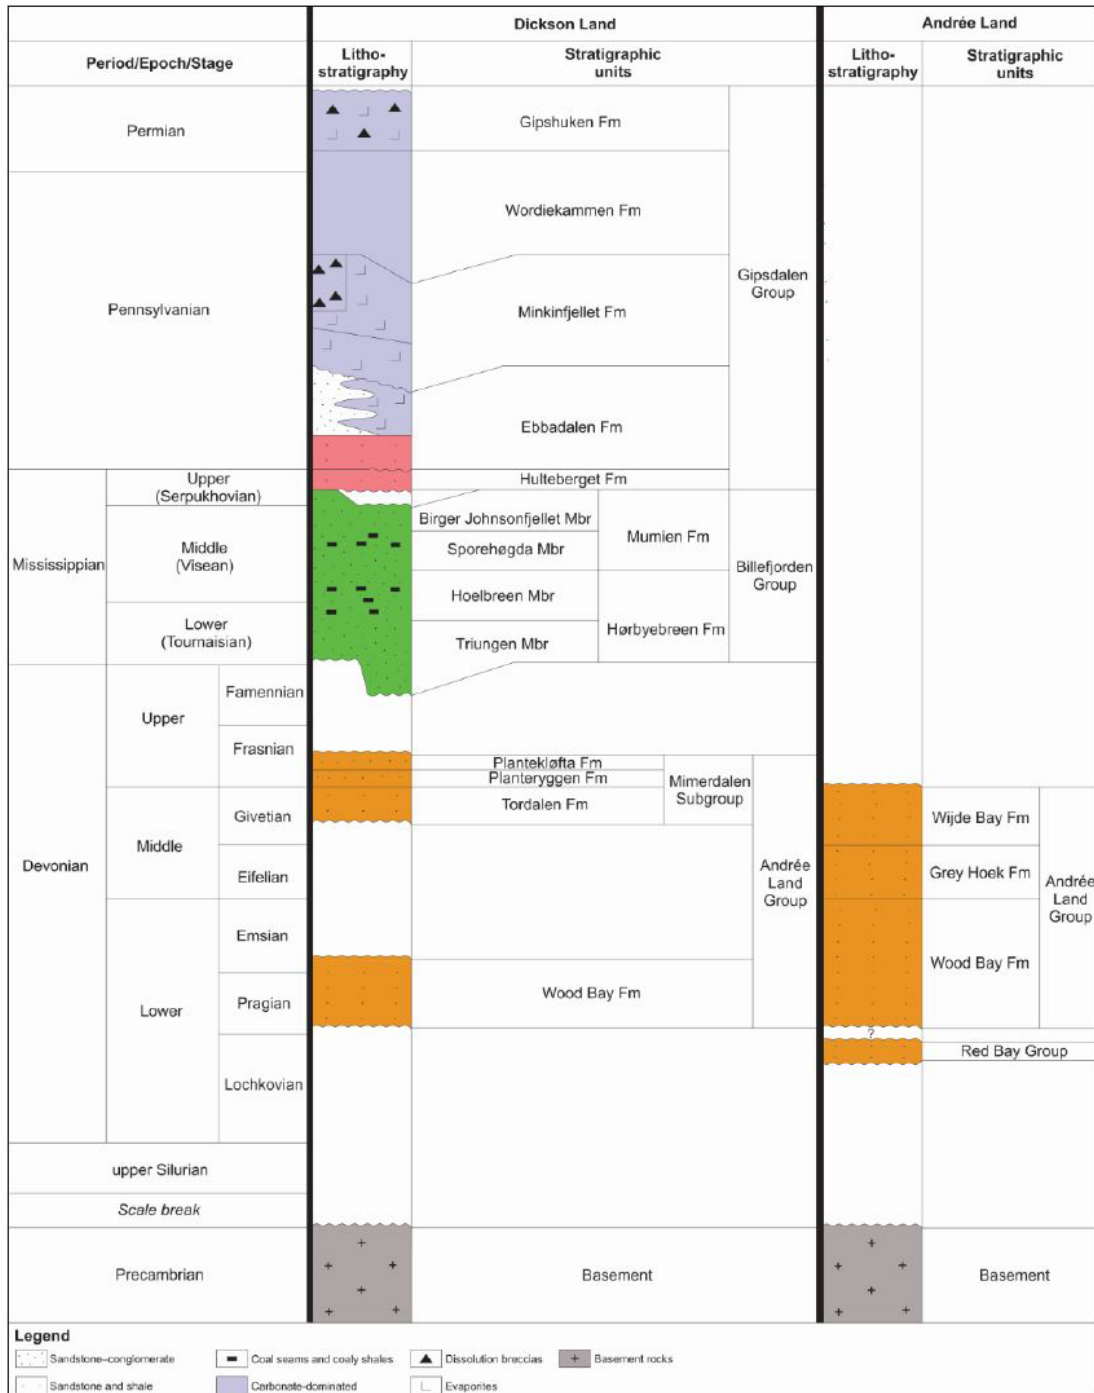 Dickson Land
Andrée Land
Period/Epoch/Stage
Litho-
stratigraphy
Stratigraphic
units
Litho-
stratigraphy
Stratigraphic
units
Permian
Gipshuken Fm
Wordiekammen Fm
Gipsdalen
Group
Pennsylvanian
Minkinfjellet Fm
Ebbadalen Fm
Upper
(Serpukhovian)
Hulteberget Fm
Mississippian
Middle
(Visean)
Birger Johnsonfjellet Mbr
Sporehøgda Mbr
Mumien Fm
Billefjorden
Group
Hoelbreen Mbr
Lower
(Tournaisian)
Triungen Mbr
Hørbyebreen Fm
Devonian
Upper
Famennian
Frasnian
Plantekløfta Fm
Planteryggen Fm
Mimerdalen
Subgroup
Middle
Givetian
Tordalen Fm
Wijde Bay Fm
Eifelian
Andrée
Land
Group
Grey Hoek Fm
Andrée
Land
Group
Lower
Emsian
Pragian
Wood Bay Fm
Wood Bay Fm
?
Red Bay Group
Lochkovian
upper Silurian
Scale break
Precambrian
Basement
Basement
Legend
Sandstone–conglomerate
Coal seams and coaly shales
Dissolution breccias
Basement rocks
Sandstone and shale
Carbonate-dominated
Evaporites